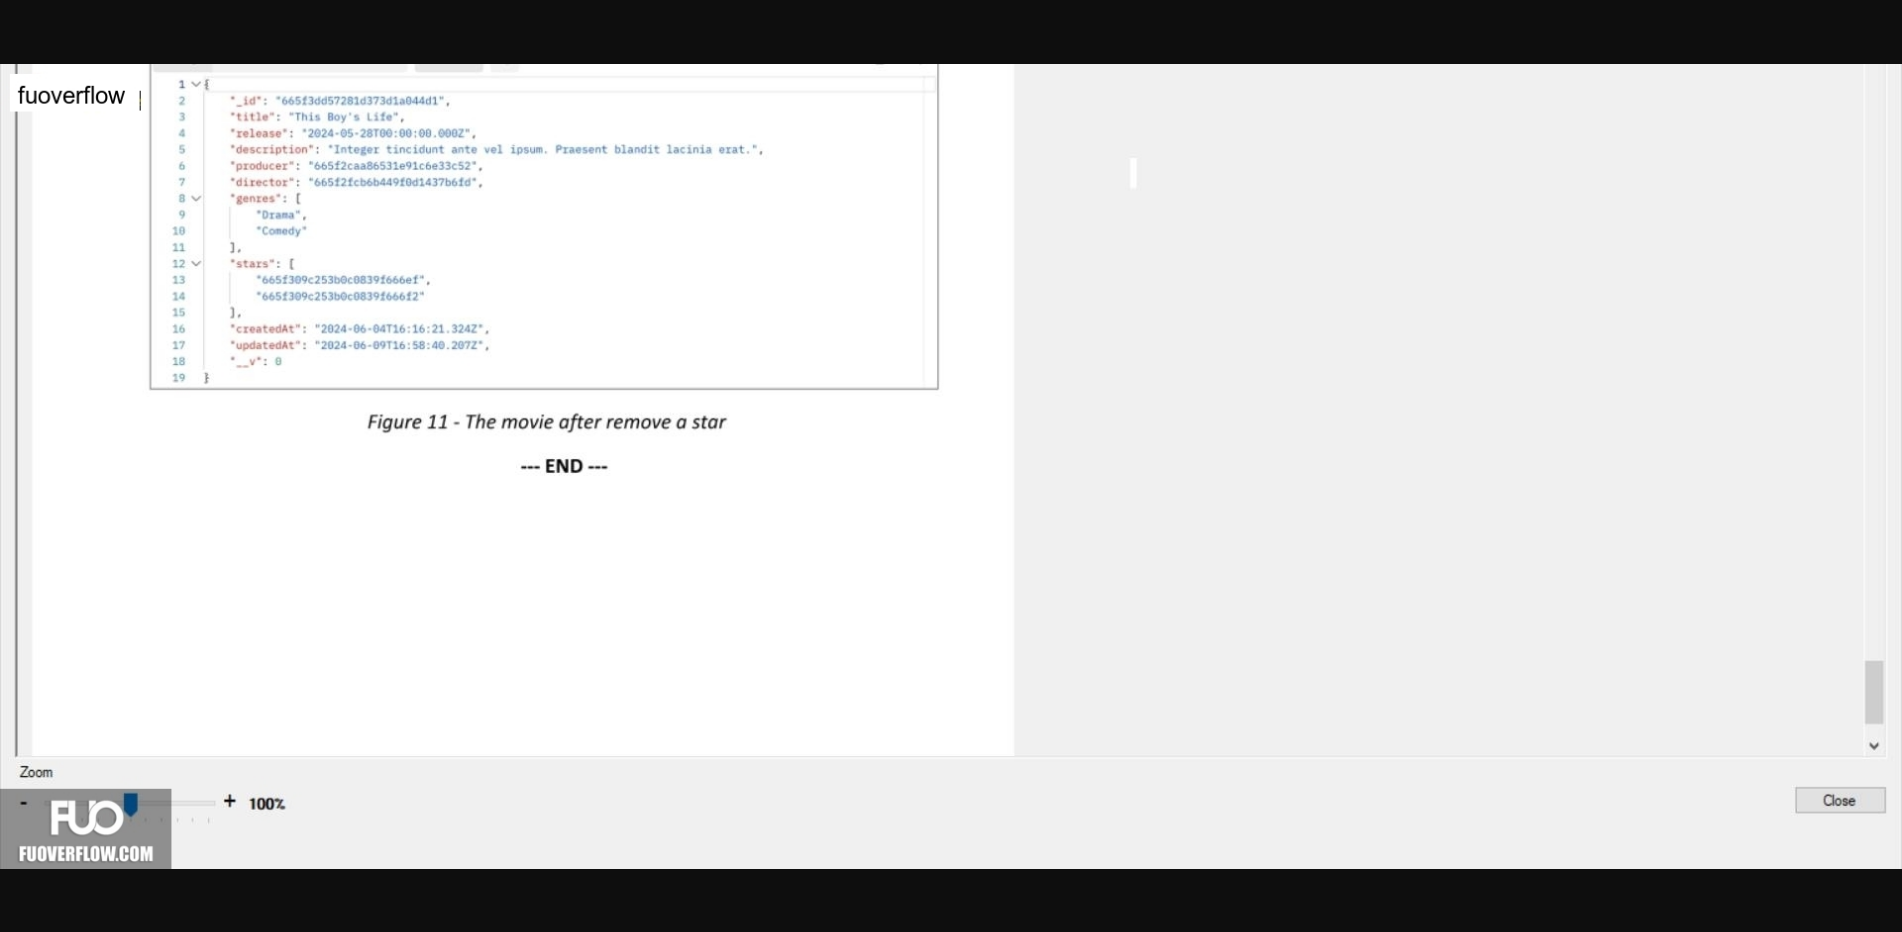 fuoverflow
1 {
2 "_id": "665f3dd57281d373d1a044d1",
3 "title": "This Boy's Life",
4 "release": "2024-05-28T00:00:00.000Z",
5 "description": "Integer tincidunt ante vel ipsum. Praesent blandit lacinia erat.",
6 "producer": "665f2caa86531e91c6e33c52",
7 "director": "665f2fcb6b449f0d1437b6fd",
8 "genres": [
9 "Drama",
10 "Comedy"
11 ],
12 "stars": [
13 "665f309c253b0c0839f666ef",
14 "665f309c253b0c0839f666f2"
15 ],
16 "createdAt": "2024-06-04T16:16:21.324Z",
17 "updatedAt": "2024-06-09T16:58:40.207Z",
18 "__v": 0
19 }
Figure 11 - The movie after remove a star
--- END ---
Zoom
- + 100%
Close
FUO
FUOVERFLOW.COM